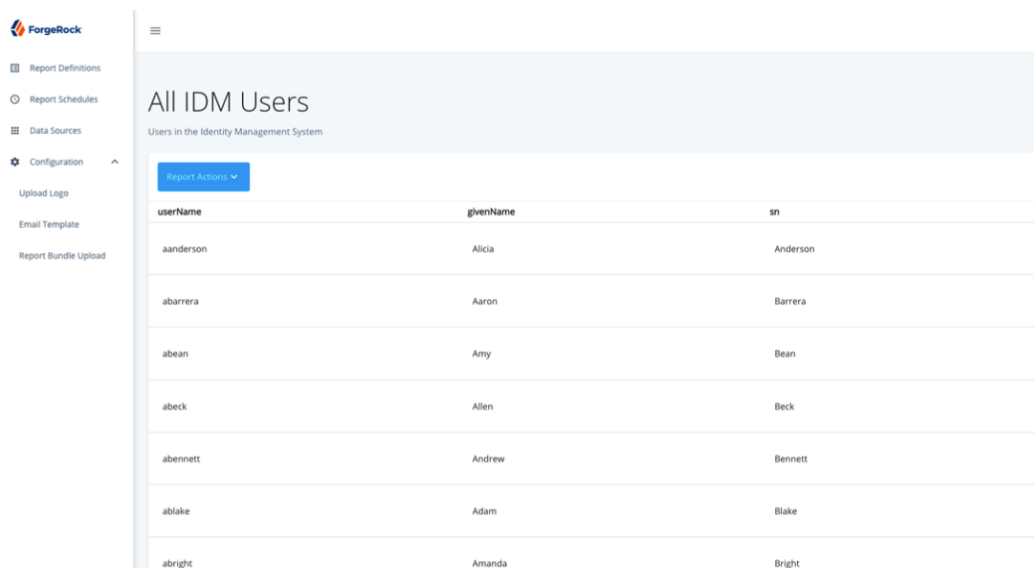 ForgeRock
Report Definitions
Report Schedules
Data Sources
Configuration
Upload Logo
Email Template
Report Bundle Upload
All IDM Users
Users in the Identity Management System
Report Actions
userName givenName sn
aanderson Alicia Anderson
abarrera Aaron Barrera
abean Amy Bean
abeck Allen Beck
abennett Andrew Bennett
ablake Adam Blake
abright Amanda Bright